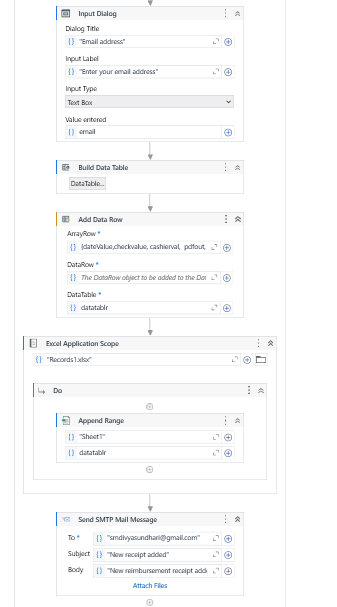 Input Dialog
Dialog Title
"Email address"
Input Label
"Enter your email address"
Input Type
Text Box
Value entered
email
Build Data Table
DataTable...
Add Data Row
ArrayRow *
{dateValue,checkvalue, cashierval, pdfout,
DataRow *
The DataRow object to be added to the Dat
DataTable *
datatablr
Excel Application Scope
"Records1.xlsx"
Do
Append Range
"Sheet1"
datatablr
Send SMTP Mail Message
To * "smdivyasundhari@gmail.com"
Subject "New receipt added"
Body "New reimbursement receipt adde
Attach Files